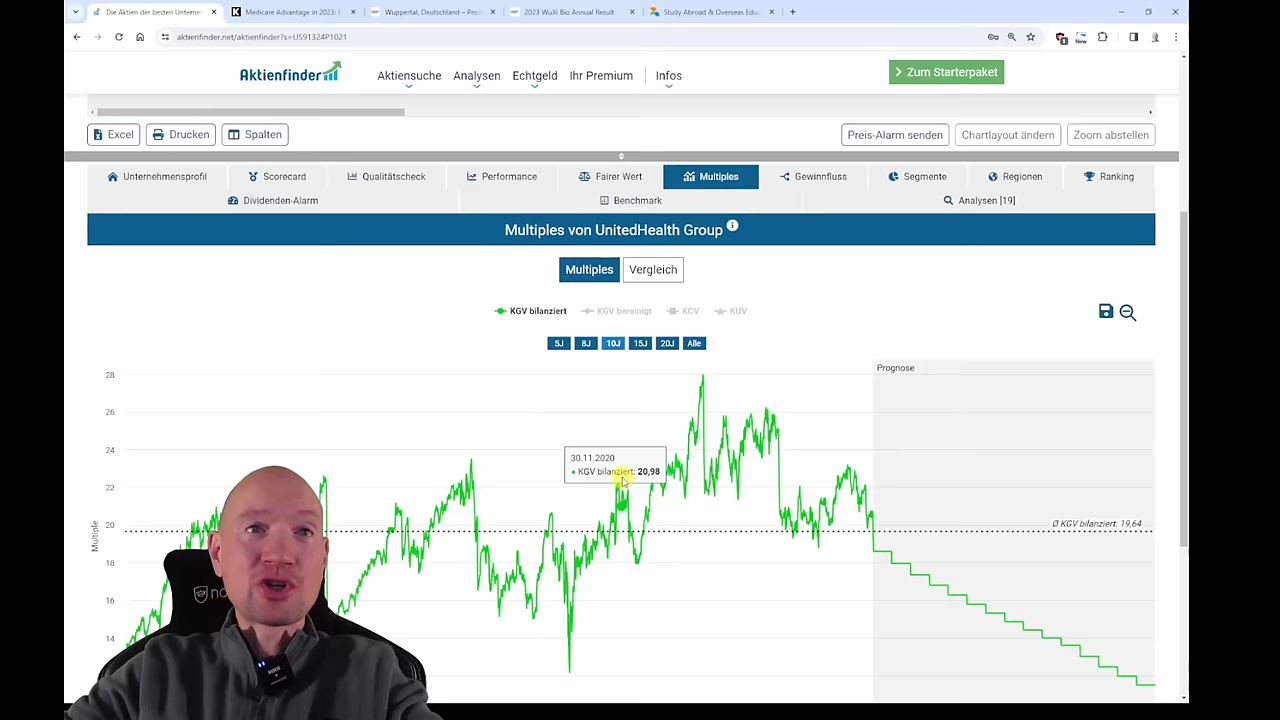 Die Aktien der besten Unterne
Medicare Advantage in 2023: E
Wuppertal, Deutschland – Pro
2023 WuXi Bio Annual Result
Study Abroad & Overseas Edu
aktienfinder.net/aktienfinder?s=US91324P1021
New
Aktienfinder
Aktiensuche Analysen Echtgeld Ihr Premium Infos
Zum Starterpaket
Excel Drucken Spalten
Preis-Alarm senden Chartlayout ändern Zoom abstellen
Unternehmensprofil Scorecard Qualitätscheck Performance Fairer Wert Multiples Gewinnfluss Segmente Regionen Ranking
Dividenden-Alarm Benchmark Analysen [19]
Multiples von UnitedHealth Group
Multiples Vergleich
KGV bilanziert KGV bereinigt KCV KUV
5J 8J 10J 15J 20J Alle
28
Prognose
26
24
30.11.2020
KGV bilanziert: 20,98
22
20
Ø KGV bilanziert: 19,64
Multiple
18
16
14